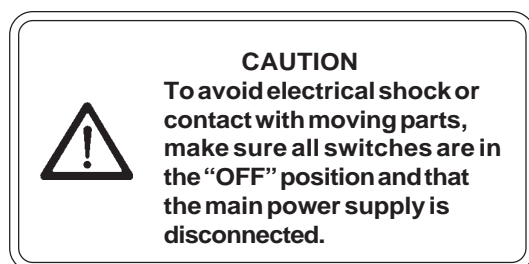 CAUTION
To avoid electrical shock or
contact with moving parts,
make sure all switches are in
the “OFF” position and that
the main power supply is
disconnected.